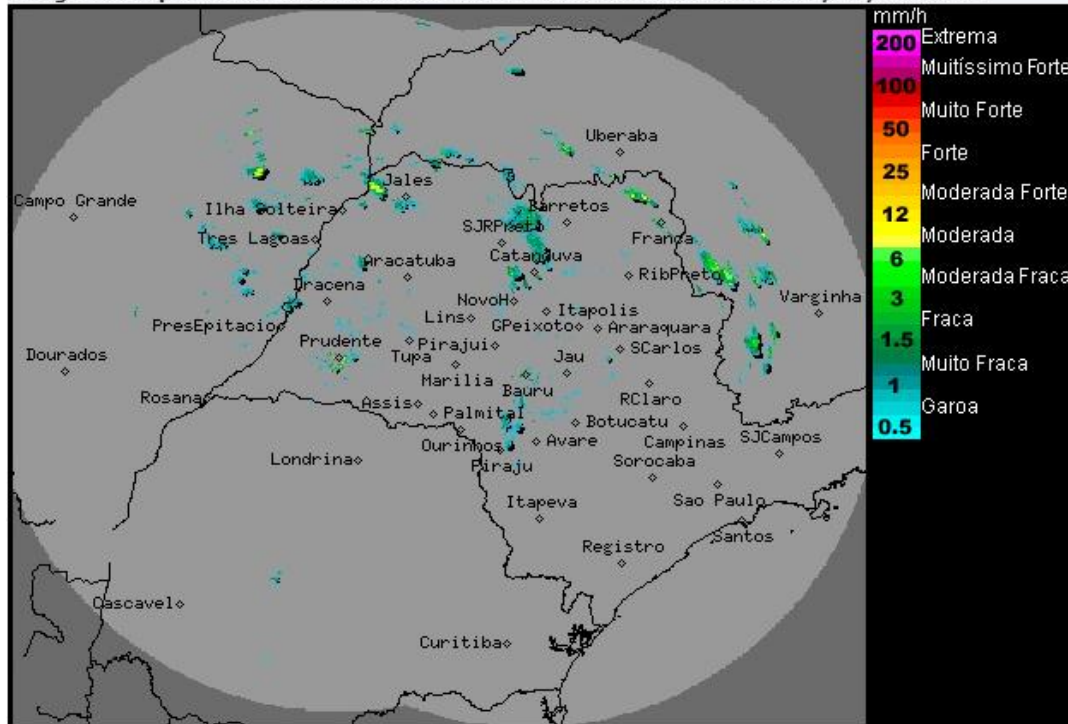 mm/h
200 Extrema
Muitíssimo Forte
100
Muito Forte
50
Forte
25
Moderada Forte
12
Moderada
6
Moderada Fraca
3
Fraca
1.5
Muito Fraca
1
Garoa
0.5
Uberaba
Campo Grande
Jales
Ilha Solteira
Barretos
Tres Lagoas
SJRPreto
Franca
Aracatuba
Catanduva
RibPreto
Dracena
NovoH
Itapolis
Varginha
PresEpitacio
Lins
GPeixoto
Araraquara
Prudente
Pirajui
SCarlos
Dourados
Tupa
Jau
Marilia
Bauru
Rosana
Assis
RClaro
Palmital
Botucatu
Ourinhos
Avare
Campinas
SJCampos
Londrina
Piraju
Sorocaba
Itapeva
Sao Paulo
Santos
Registro
Cascavel
Curitiba